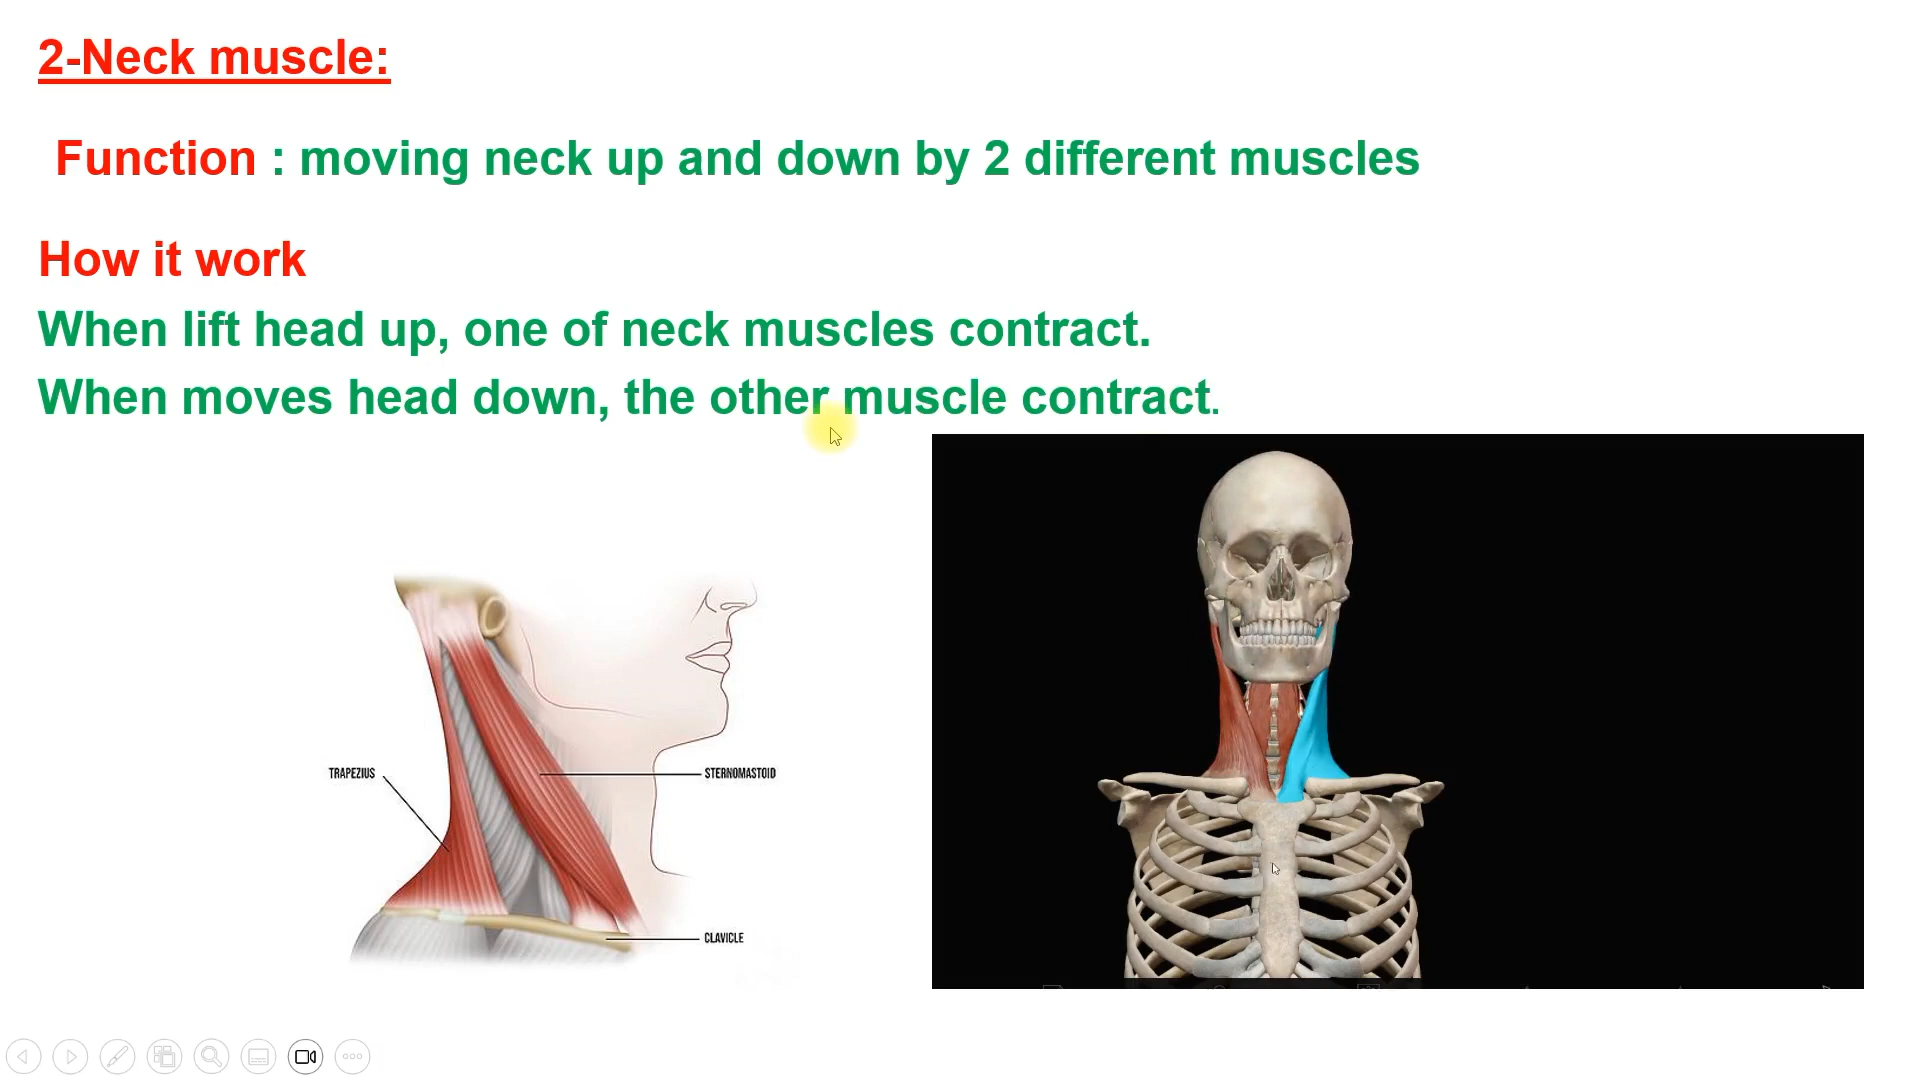 2-Neck muscle:
Function : moving neck up and down by 2 different muscles
How it work
When lift head up, one of neck muscles contract.
When moves head down, the other muscle contract.
TRAPEZIUS
STERNOMASTOID
CLAVICLE